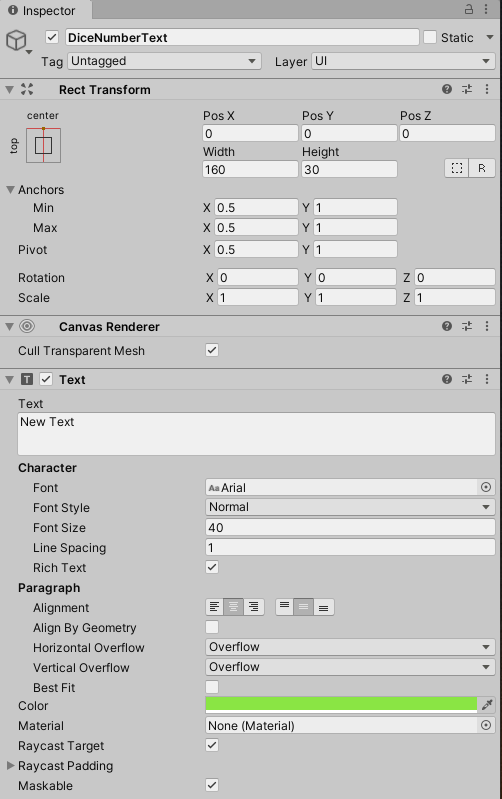 Inspector
DiceNumberText Static
Tag Untagged Layer UI
Rect Transform
center
top
Pos X Pos Y Pos Z
0 0 0
Width Height
160 30 R
Anchors
Min X 0.5 Y 1
Max X 0.5 Y 1
Pivot X 0.5 Y 1
Rotation X 0 Y 0 Z 0
Scale X 1 Y 1 Z 1
Canvas Renderer
Cull Transparent Mesh
T Text
Text
New Text
Character
Font Aa Arial
Font Style Normal
Font Size 40
Line Spacing 1
Rich Text
Paragraph
Alignment
Align By Geometry
Horizontal Overflow Overflow
Vertical Overflow Overflow
Best Fit
Color
Material None (Material)
Raycast Target
Raycast Padding
Maskable